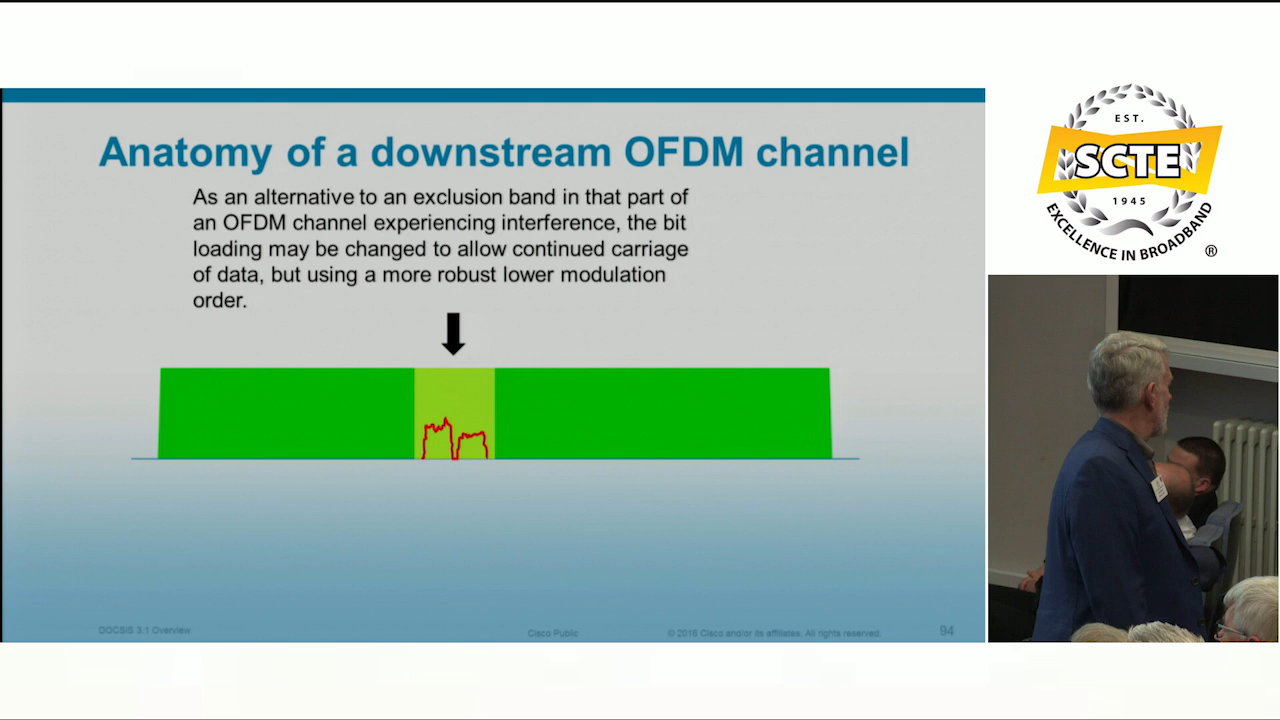 Anatomy of a downstream OFDM channel
As an alternative to an exclusion band in that part of
an OFDM channel experiencing interference, the bit
loading may be changed to allow continued carriage
of data, but using a more robust lower modulation
order.
DOCSIS 3.1 Overview
Cisco Public
© 2016 Cisco and/or its affiliates. All rights reserved.
94
EST.
SCTE
1945
EXCELLENCE IN BROADBAND
®